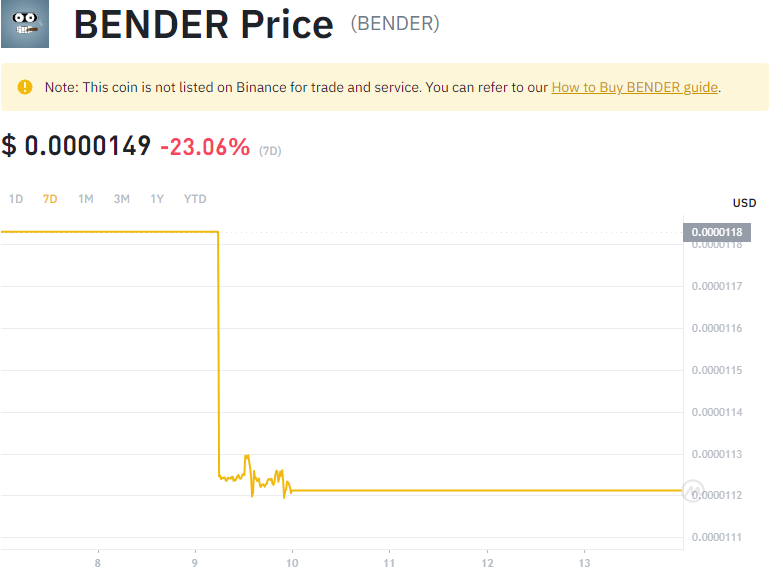 BENDER Price (BENDER)
Note: This coin is not listed on Binance for trade and service. You can refer to our How to Buy BENDER guide.
$ 0.0000149 -23.06% (7D)
1D 7D 1M 3M 1Y YTD
USD
0.0000118
0.0000118
0.0000117
0.0000116
0.0000115
0.0000114
0.0000113
0.0000112
0.0000111
8 9 10 11 12 13